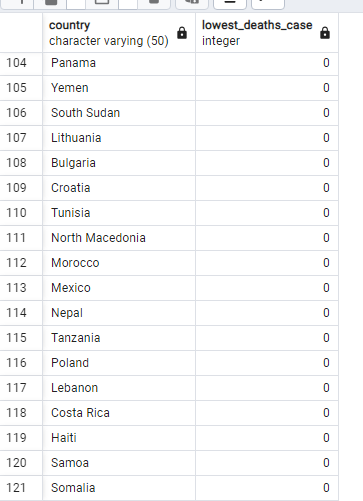 country lowest_deaths_case
character varying (50) integer
104 Panama 0
105 Yemen 0
106 South Sudan 0
107 Lithuania 0
108 Bulgaria 0
109 Croatia 0
110 Tunisia 0
111 North Macedonia 0
112 Morocco 0
113 Mexico 0
114 Nepal 0
115 Tanzania 0
116 Poland 0
117 Lebanon 0
118 Costa Rica 0
119 Haiti 0
120 Samoa 0
121 Somalia 0